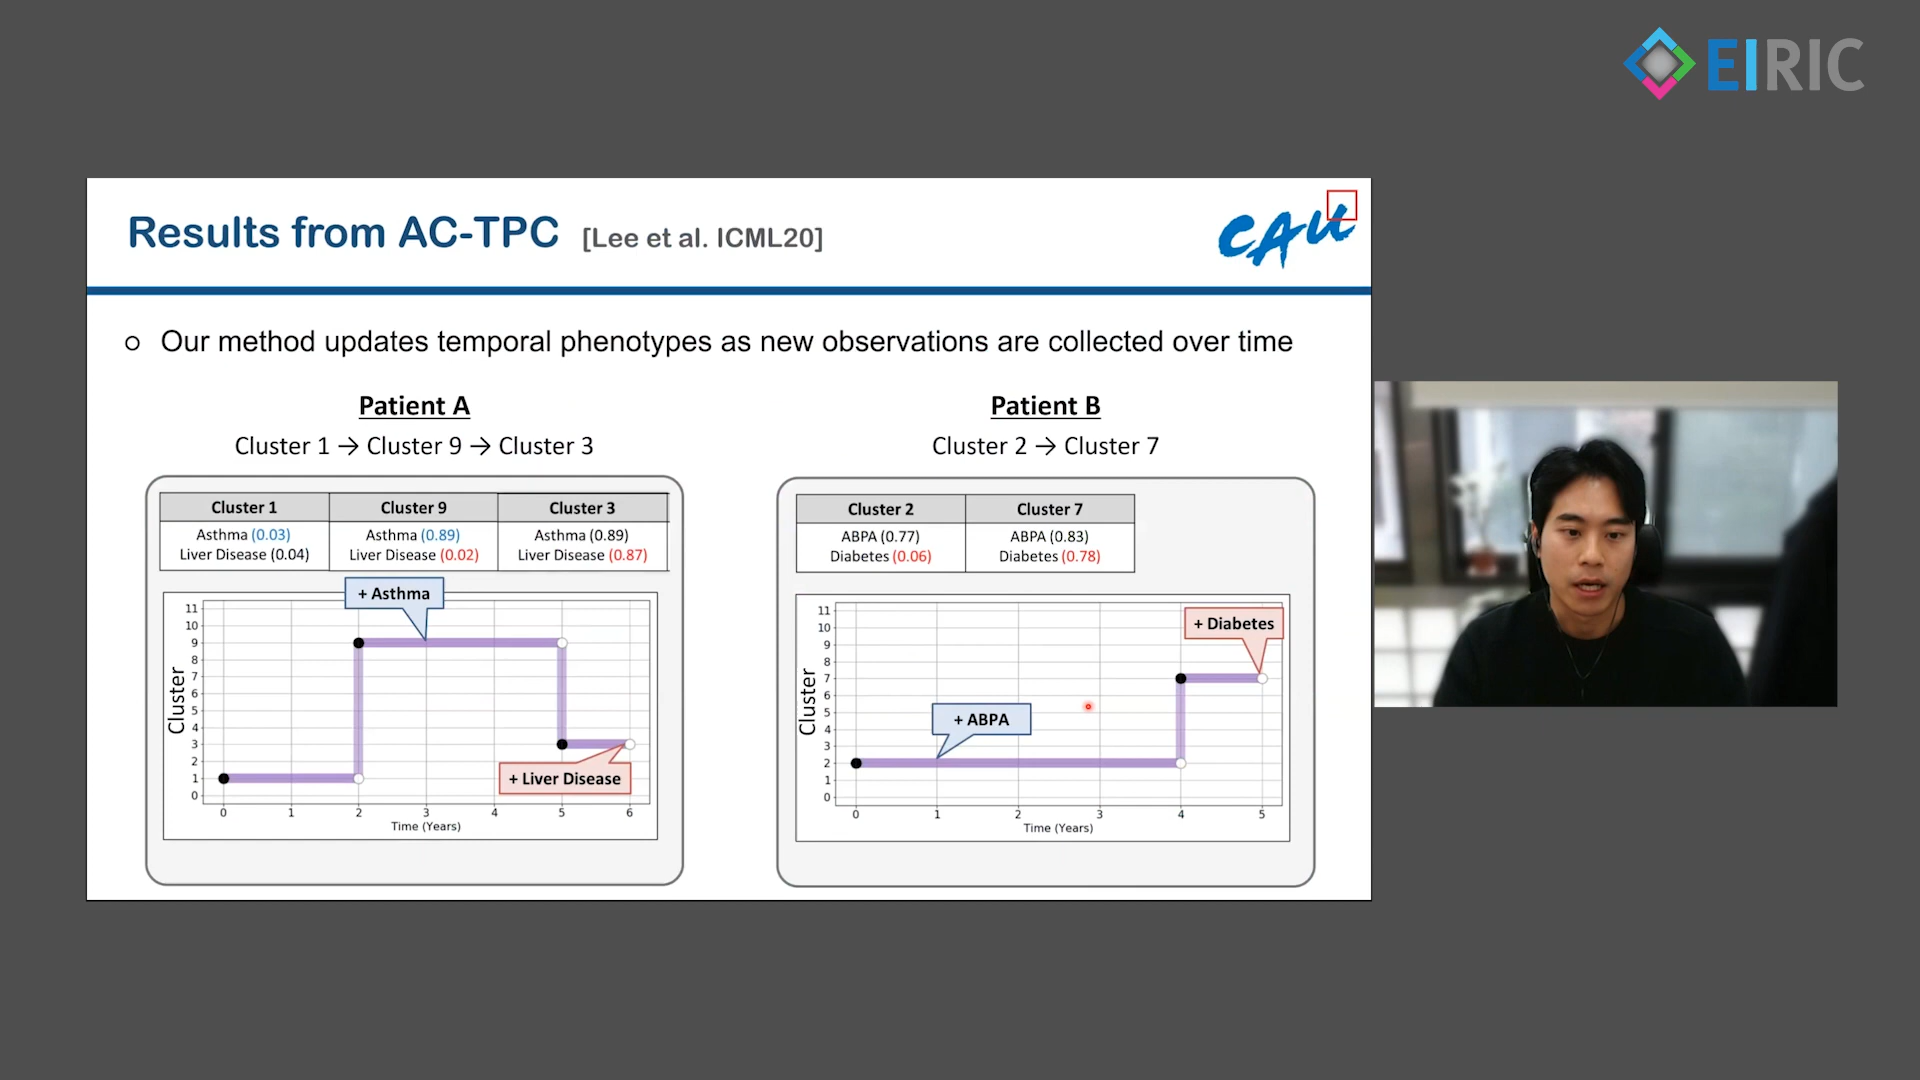 EIRIC
Results from AC-TPC [Lee et al. ICML20]
CAU
○ Our method updates temporal phenotypes as new observations are collected over time
Patient A
Cluster 1 → Cluster 9 → Cluster 3
Cluster 1 Cluster 9 Cluster 3
Asthma (0.03) Asthma (0.89) Asthma (0.89)
Liver Disease (0.04) Liver Disease (0.02) Liver Disease (0.87)
+ Asthma
11
10
9
8
7
6
5
4
3
2
1
0
Cluster
+ Liver Disease
0 1 2 3 4 5 6
Time (Years)
Patient B
Cluster 2 → Cluster 7
Cluster 2 Cluster 7
ABPA (0.77) ABPA (0.83)
Diabetes (0.06) Diabetes (0.78)
11
10
9
8
7
6
5
4
3
2
1
0
Cluster
+ Diabetes
+ ABPA
0 1 2 3 4 5
Time (Years)